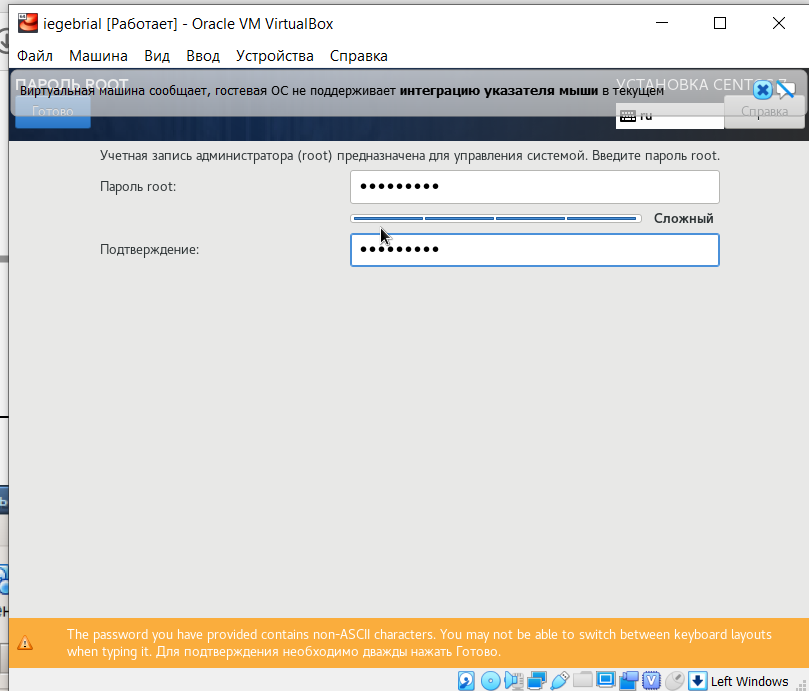 iegebrial [Работает] - Oracle VM VirtualBox
Файл Машина Вид Ввод Устройства Справка
ПАРОЛЬ ROOT УСТАНОВКА CENTOS 7
Виртуальная машина сообщает, гостевая ОС не поддерживает интеграцию указателя мыши в текущем
Готово ru Справка
Учетная запись администратора (root) предназначена для управления системой. Введите пароль root.
Пароль root: •••••••••
Сложный
Подтверждение: •••••••••
The password you have provided contains non-ASCII characters. You may not be able to switch between keyboard layouts
when typing it. Для подтверждения необходимо дважды нажать Готово.
Left Windows